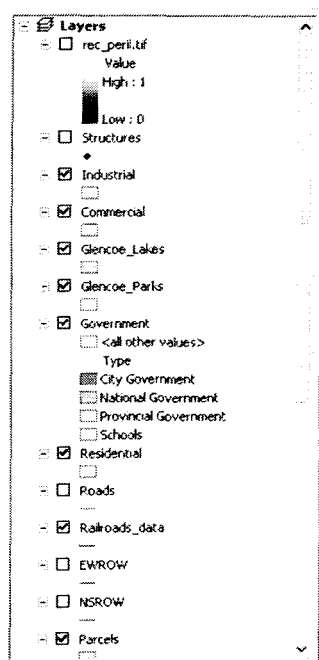 Layers
rec_peril.tif
Value
High : 1
Low : 0
Structures
Industrial
Commercial
Glencoe_Lakes
Glencoe_Parks
Government
<all other values>
Type
City Government
National Government
Provincial Government
Schools
Residential
Roads
Railroads_data
EWROW
NSROW
Parcels